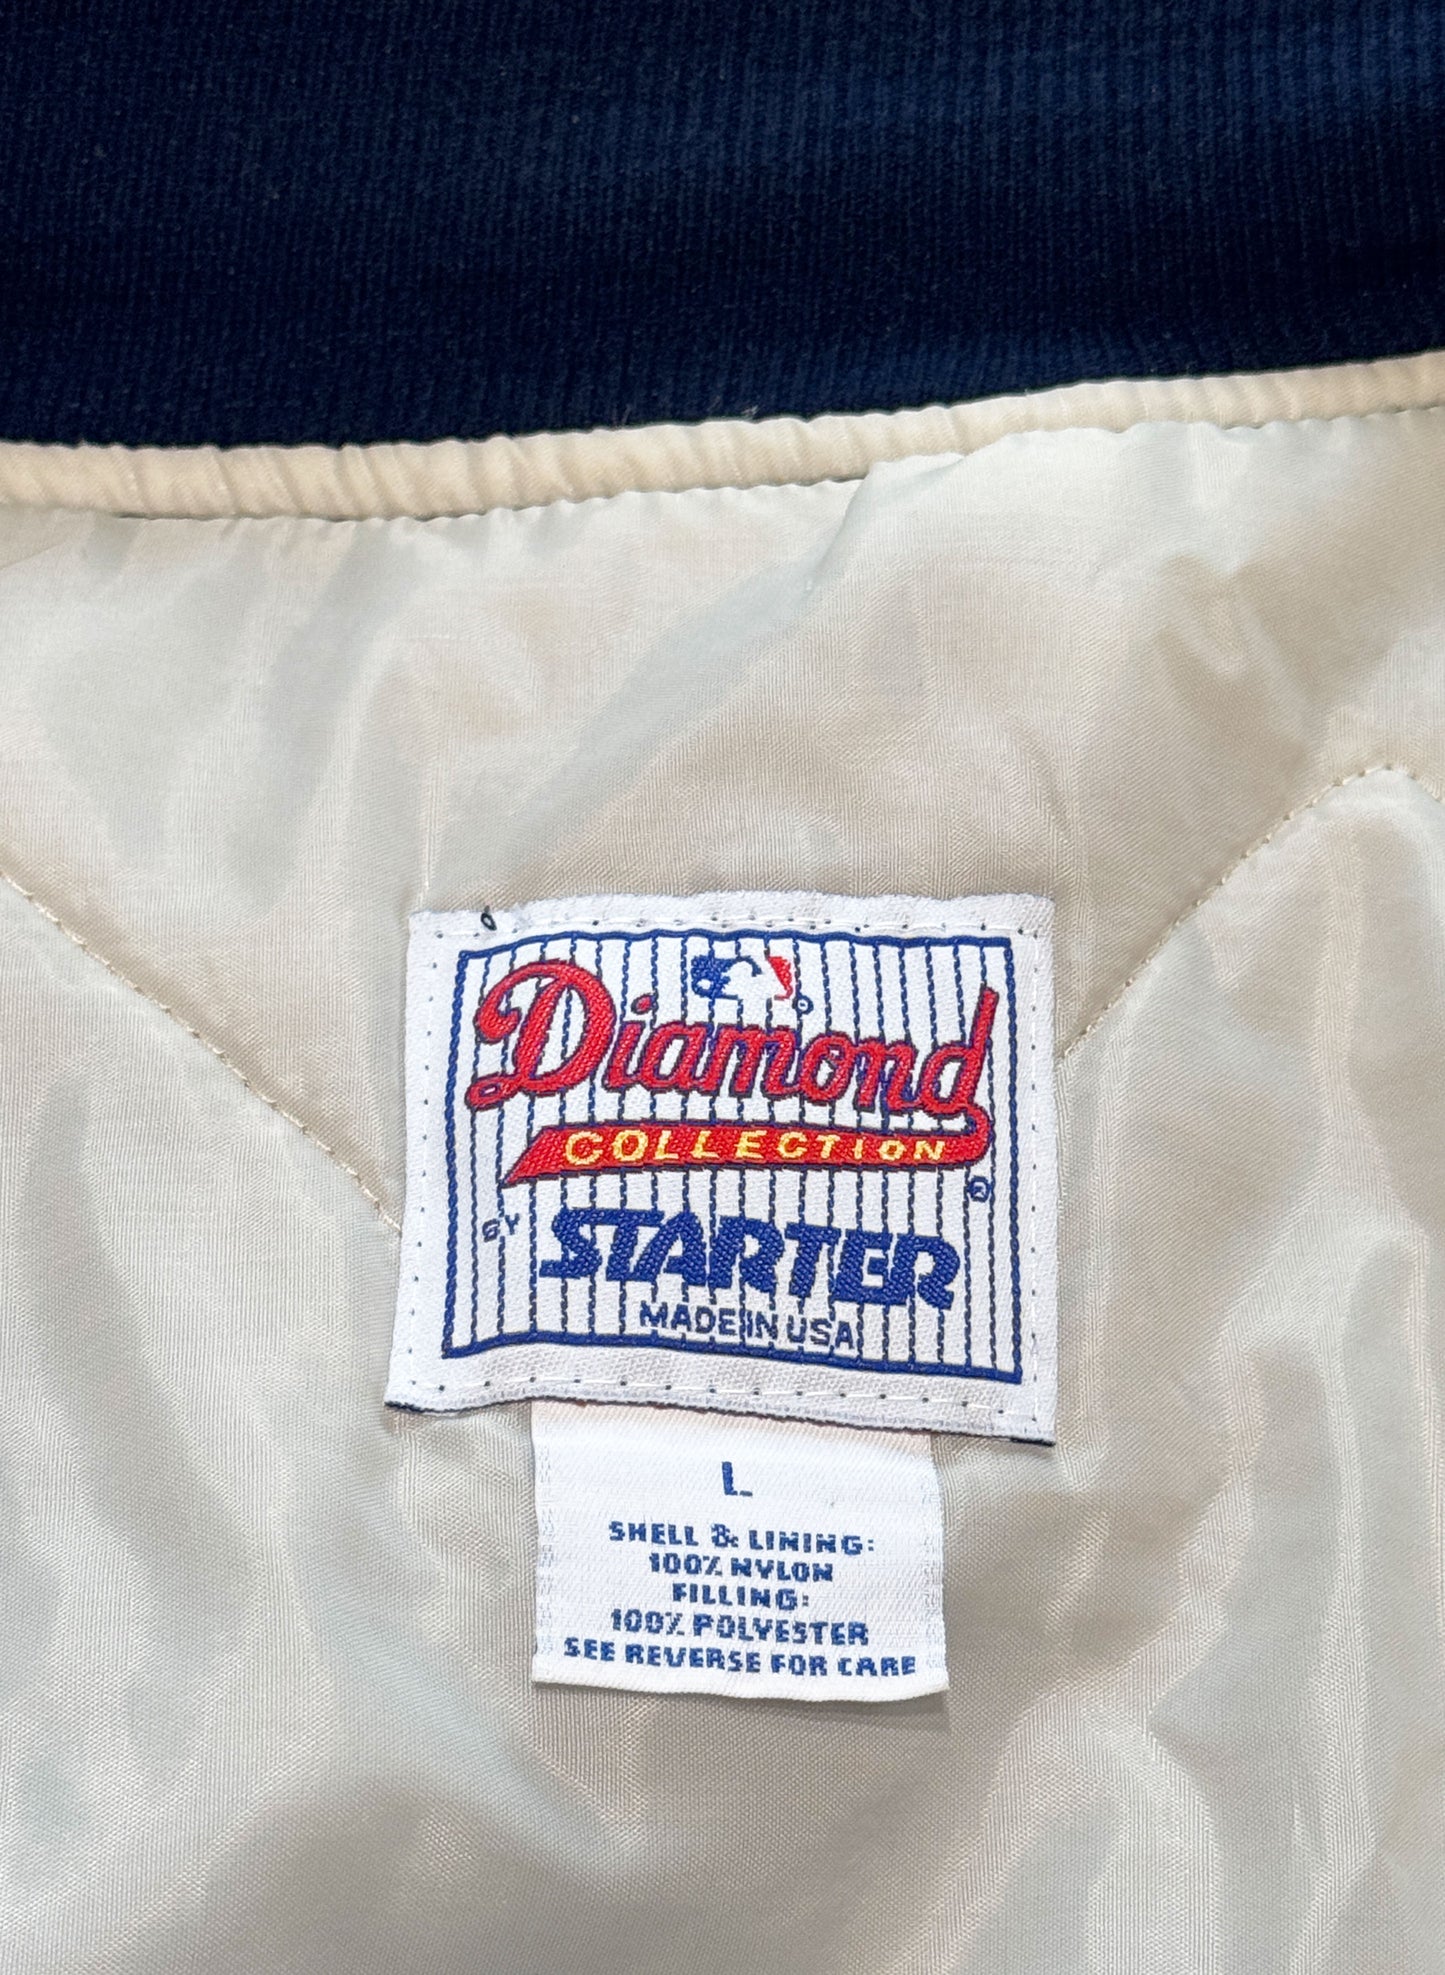 Diamond
COLLECTION
®
BY STARTER
MADE IN USA
L
SHELL & LINING:
100% NYLON
FILLING:
100% POLYESTER
SEE REVERSE FOR CARE